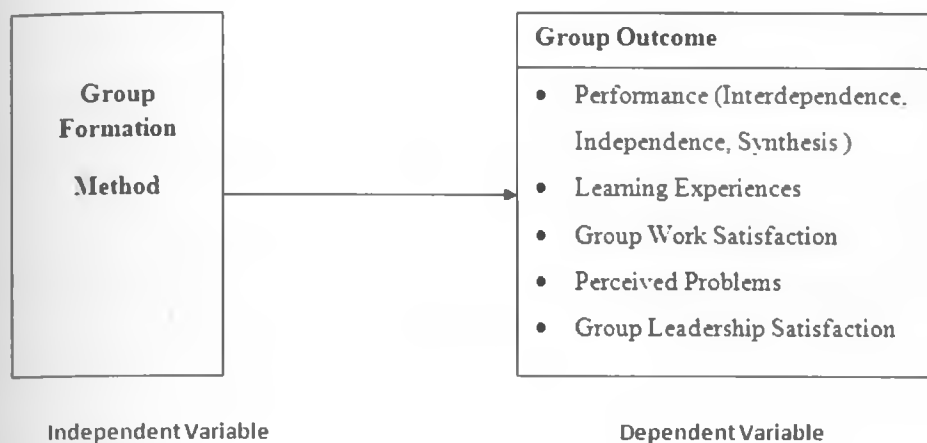 Group
Formation
Method
Group Outcome
• Performance (Interdependence.
Independence, Synthesis )
• Learning Experiences
• Group Work Satisfaction
• Perceived Problems
• Group Leadership Satisfaction
Independent Variable
Dependent Variable